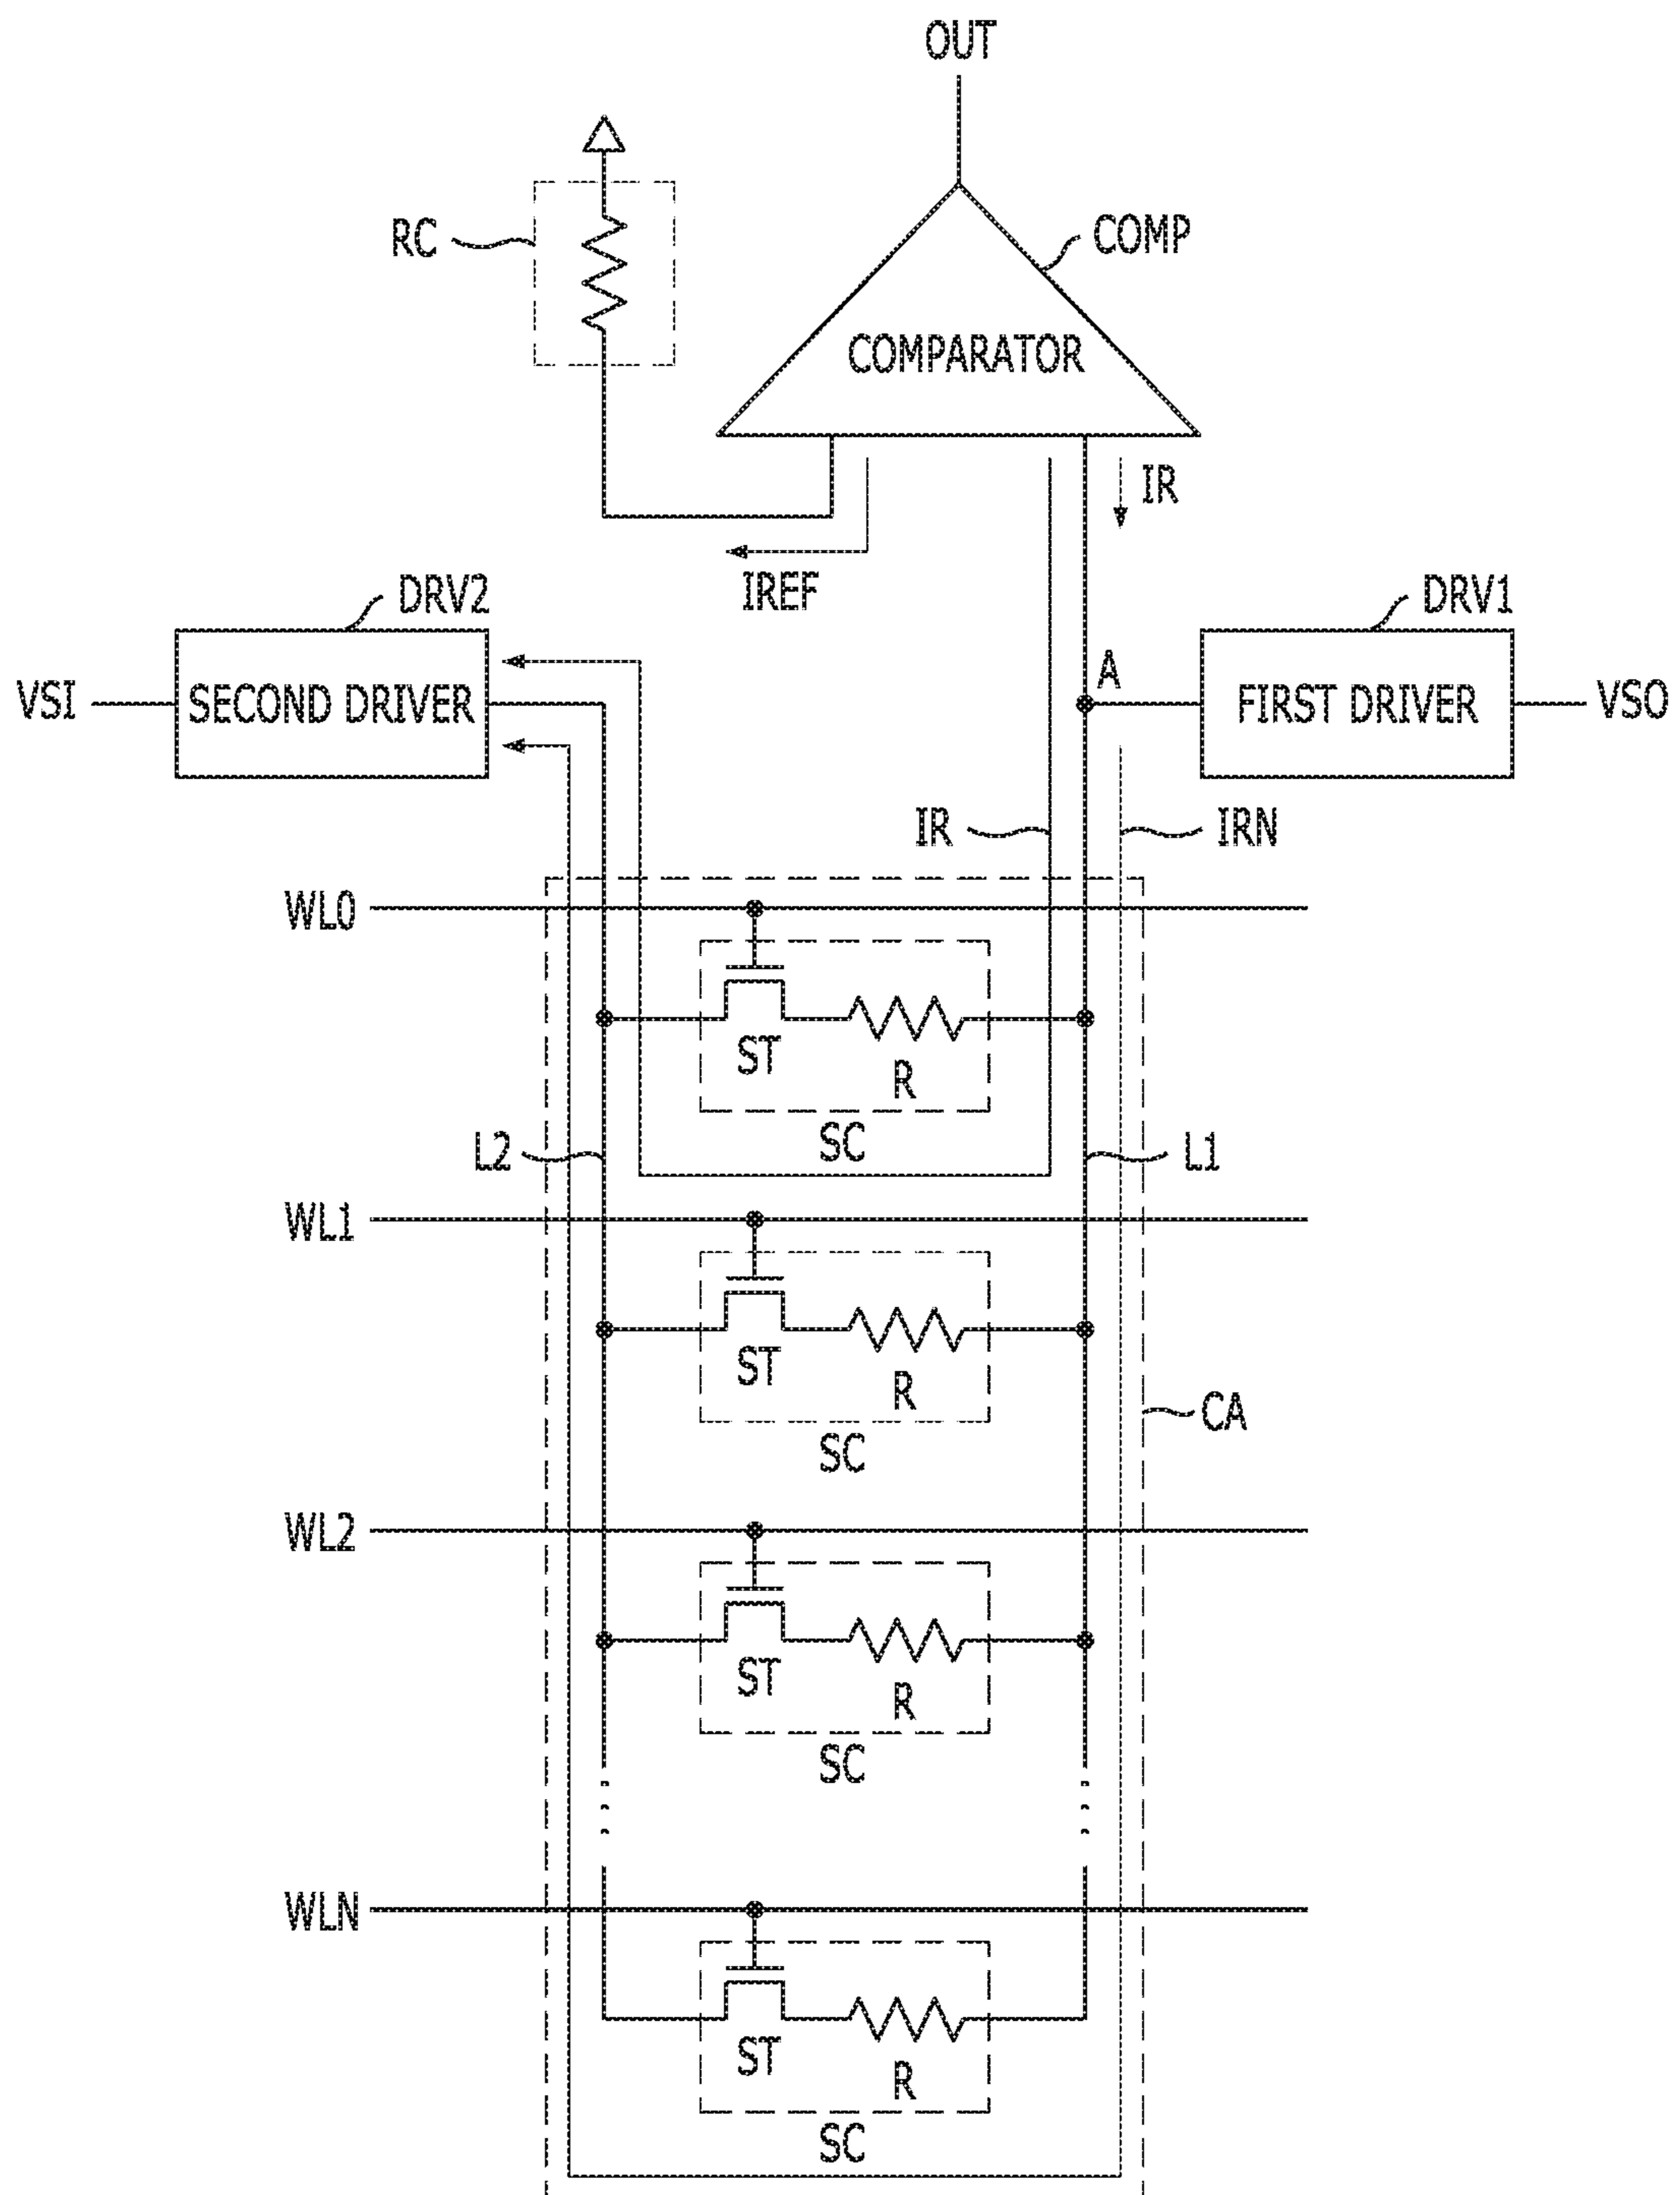 OUT
RC
COMP
COMPARATOR
IR
IREF
DRV2
DRV1
VSI
SECOND DRIVER
A
FIRST DRIVER
VSO
IR
IRN
WL0
ST
R
SC
L2
L1
WL1
ST
R
SC
CA
WL2
ST
R
SC
WLN
ST
R
SC